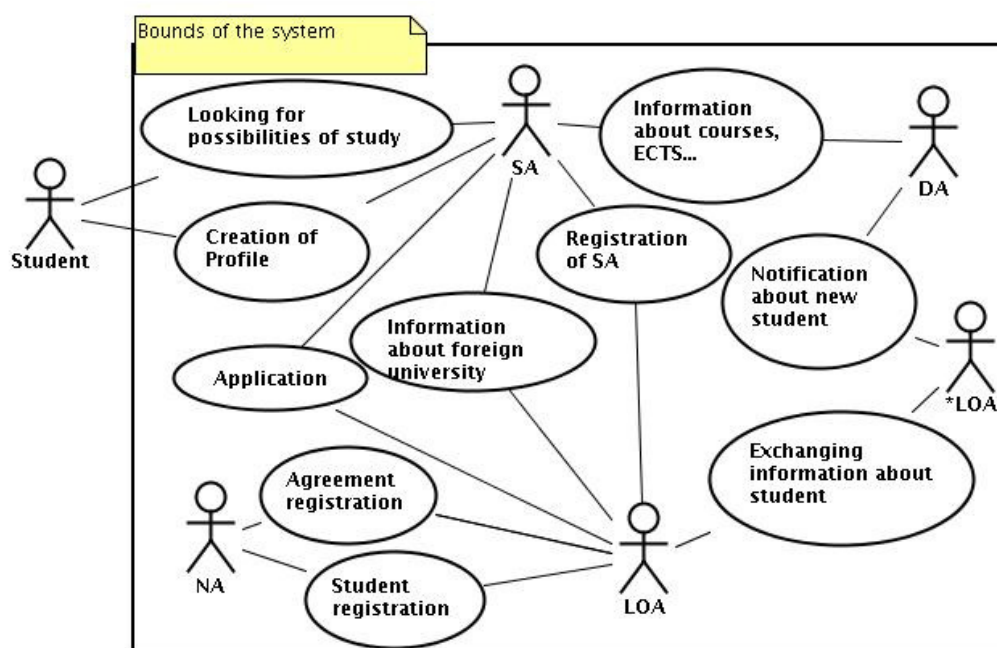 Bounds of the system
Looking for
possibilities of study
SA
Information
about courses,
ECTS...
DA
Student
Creation of
Profile
Registration
of SA
Notification
about new
student
Information
about foreign
university
Application
*LOA
Exchanging
information about
student
Agreement
registration
NA
Student
registration
LOA